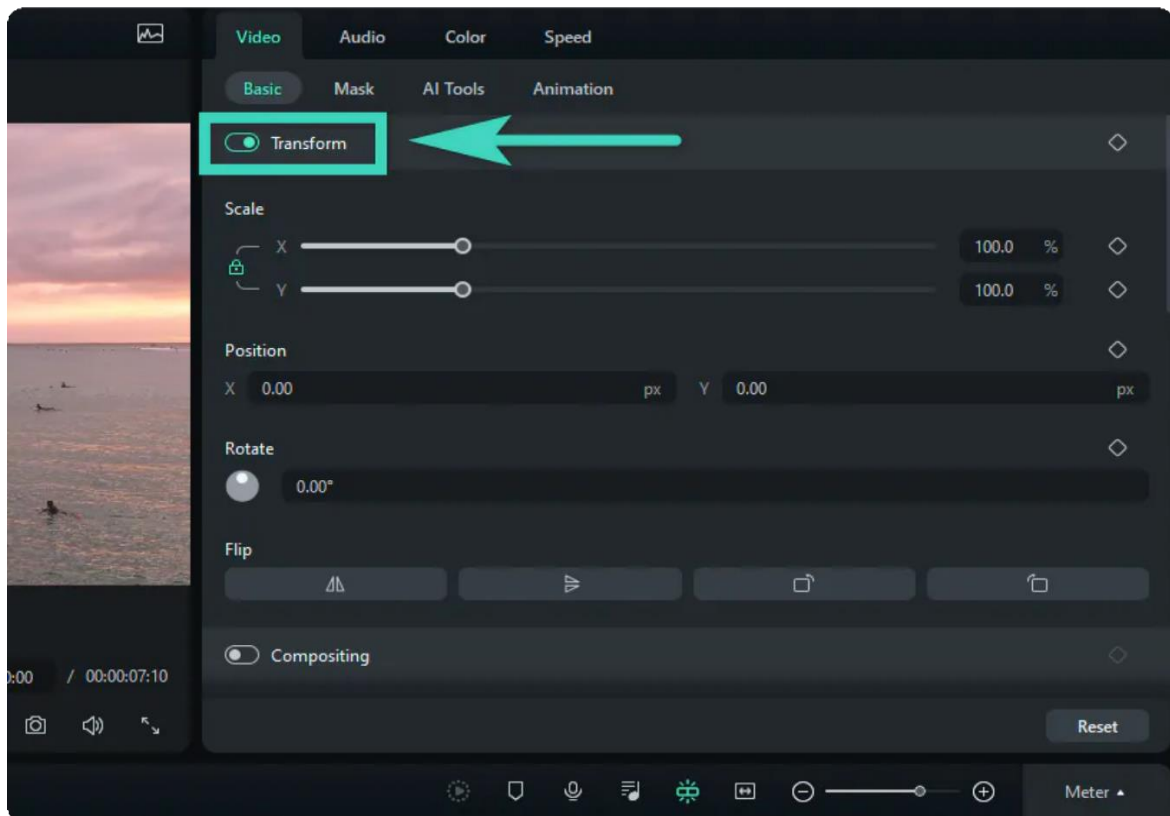 Video Audio Color Speed
Basic Mask AI Tools Animation
Transform
Scale
X 100.0 %
Y 100.0 %
Position
X 0.00 px Y 0.00 px
Rotate
0.00°
Flip
Compositing
/ 00:00:07:10
Reset
Meter